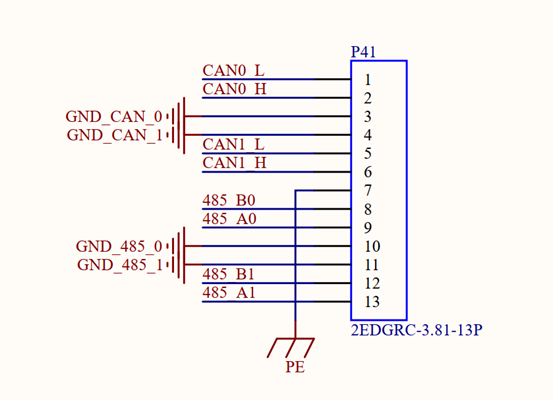 P41
CAN0_L 1
CAN0_H 2
GND_CAN_0 3
GND_CAN_1 4
CAN1_L 5
CAN1_H 6
7
485_B0 8
485_A0 9
GND_485_0 10
GND_485_1 11
485_B1 12
485_A1 13
2EDGRC-3.81-13P
PE